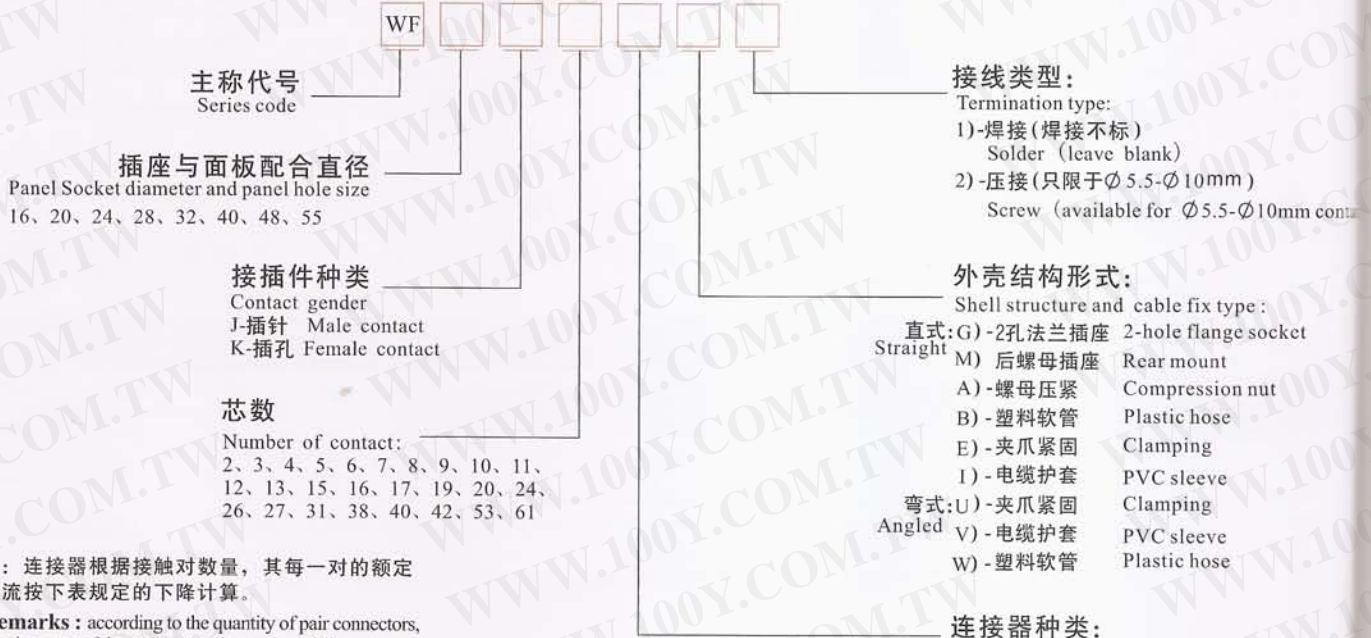 WF
主称代号
Series code
插座与面板配合直径
Panel Socket diameter and panel hole size
16、20、24、28、32、40、48、55
接插件种类
Contact gender
J-插针 Male contact
K-插孔 Female contact
芯数
Number of contact:
2、3、4、5、6、7、8、9、10、11、
12、13、15、16、17、19、20、24、
26、27、31、38、40、42、53、61
：连接器根据接触对数量，其每一对的额定
流按下表规定的下降计算。
emarks : according to the quantity of pair connectors,
接线类型:
Termination type:
1)-焊接(焊接不标)
Solder (leave blank)
2)-压接(只限于∅5.5-∅10mm)
Screw (available for ∅5.5-∅10mm
外壳结构形式:
Shell structure and cable fix type :
直式:G)-2孔法兰插座 2-hole flange socket
Straight M) 后螺母插座 Rear mount
A)-螺母压紧 Compression nut
B)-塑料软管 Plastic hose
E)-夹爪紧固 Clamping
I)-电缆护套 PVC sleeve
弯式:U)-夹爪紧固 Clamping
Angled V)-电缆护套 PVC sleeve
W)-塑料软管 Plastic hose
连接器种类:
WWW.100Y.COM.TW